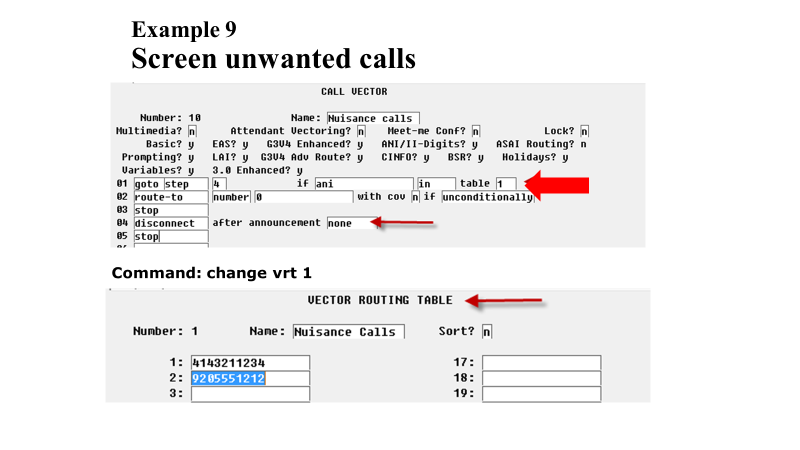 Example 9
Screen unwanted calls
CALL VECTOR
Number: 10 Name: Nuisance calls
Multimedia? n Attendant Vectoring? n Meet-me Conf? n Lock? n
Basic? y EAS? y G3V4 Enhanced? y ANI/II-Digits? y ASAI Routing? n
Prompting? y LAI? y G3V4 Adv Route? y CINFO? y BSR? y Holidays? y
Variables? y 3.0 Enhanced? y
01 goto step 4 if ani in table 1
02 route-to number 0 with cov n if unconditionally
03 stop
04 disconnect after announcement none
05 stop
Command: change vrt 1
VECTOR ROUTING TABLE
Number: 1 Name: Nuisance Calls Sort? n
1: 4143211234 17:
2: 9205551212 18:
3: 19: